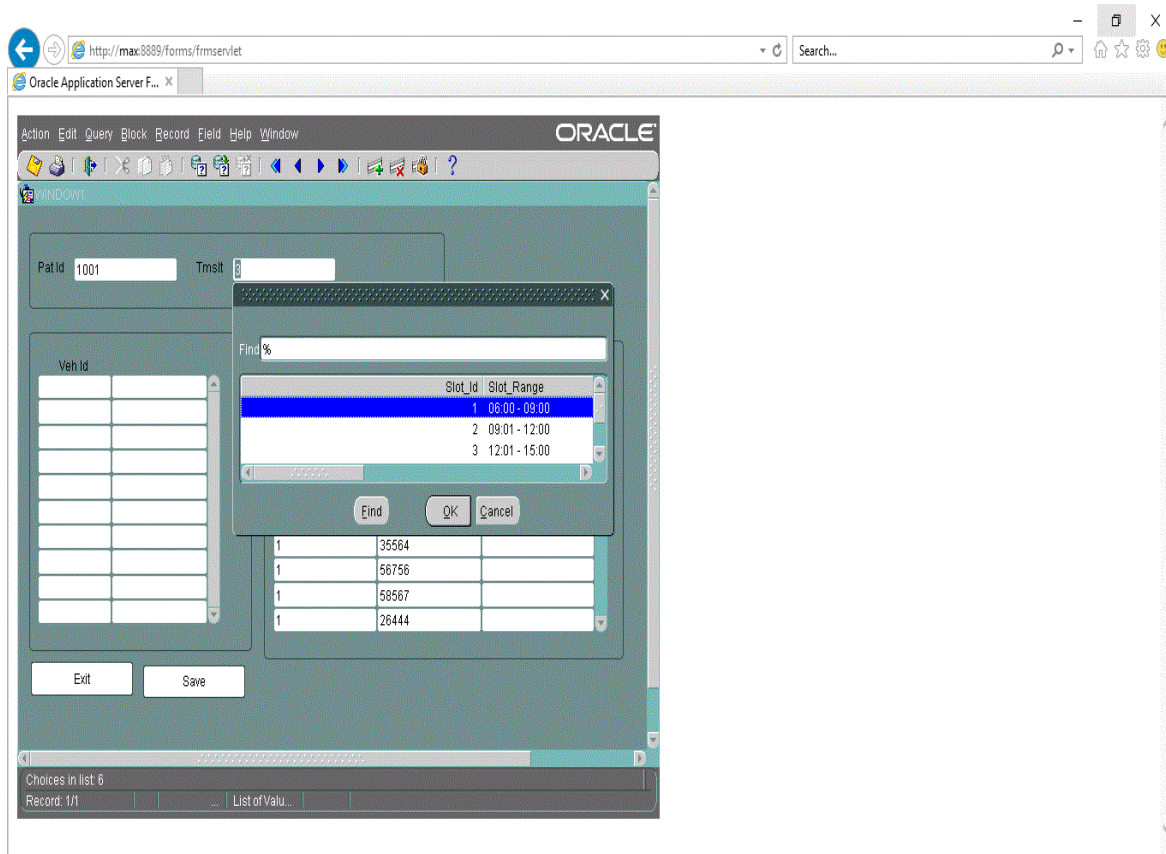 http://max:8889/forms/frmservlet
Search...
Oracle Application Server F...
Action Edit Query Block Record Field Help Window
ORACLE
WINDOW1
Pat Id 1001 Tmslt 3
Find %
Veh Id
Slot_Id Slot_Range
1 06:00 - 09:00
2 09:01 - 12:00
3 12:01 - 15:00
Find OK Cancel
1 35564
1 56756
1 58567
1 26444
Exit Save
Choices in list: 6
Record: 1/1 ... List of Valu...